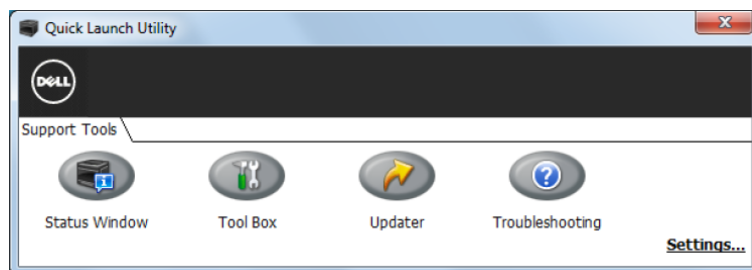 Quick Launch Utility
DELL
Support Tools
Status Window Tool Box Updater Troubleshooting
Settings...